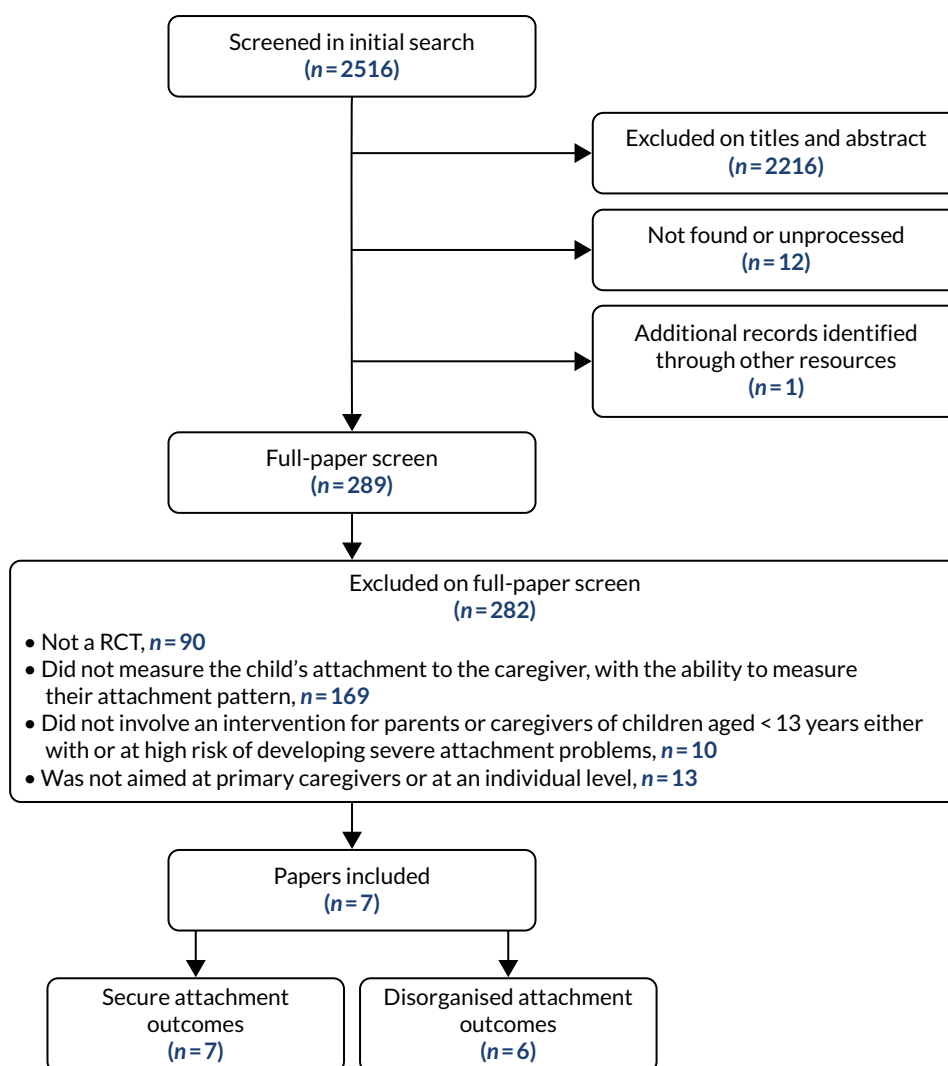 Screened in initial search
(n=2516)
Excluded on titles and abstract
(n=2216)
Not found or unprocessed
(n=12)
Additional records identified
through other resources
(n=1)
Full-paper screen
(n=289)
Excluded on full-paper screen
(n=282)
• Not a RCT, n=90
• Did not measure the child’s attachment to the caregiver, with the ability to measure
their attachment pattern, n=169
• Did not involve an intervention for parents or caregivers of children aged < 13 years either
with or at high risk of developing severe attachment problems, n=10
• Was not aimed at primary caregivers or at an individual level, n=13
Papers included
(n=7)
Secure attachment
outcomes
(n=7)
Disorganised attachment
outcomes
(n=6)